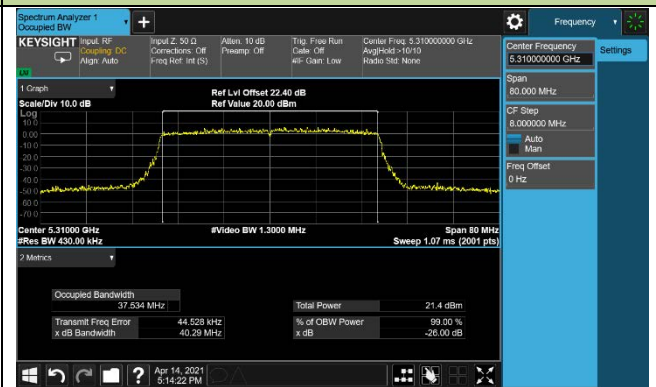 Spectrum Analyzer 1
Occupied BW
+
Frequency
KEYSIGHT
Input: RF
Coupling: DC
Align: Auto
Input Z: 50 Ω
Corrections: Off
Freq Ref: Int (S)
Atten: 10 dB
Preamp: Off
Trig: Free Run
Gate: Off
#IF Gain: Low
Center Freq: 5.310000000 GHz
Avg|Hold:>10/10
Radio Std: None
Center Frequency
5.310000000 GHz
Settings
Span
80.000 MHz
CF Step
8.000000 MHz
Auto
Man
Freq Offset
0 Hz
1 Graph
Scale/Div 10.0 dB
Ref Lvl Offset 22.40 dB
Ref Value 20.00 dBm
Log
10.0
0.00
-10.0
-20.0
-30.0
-40.0
-50.0
-60.0
-70.0
Center 5.31000 GHz
#Res BW 430.00 kHz
#Video BW 1.3000 MHz
Span 80 MHz
Sweep 1.07 ms (2001 pts)
2 Metrics
Occupied Bandwidth
37.534 MHz
Total Power 21.4 dBm
Transmit Freq Error 44.528 kHz
% of OBW Power 99.00 %
x dB Bandwidth 40.29 MHz
x dB -26.00 dB
?
Apr 14, 2021
5:14:22 PM